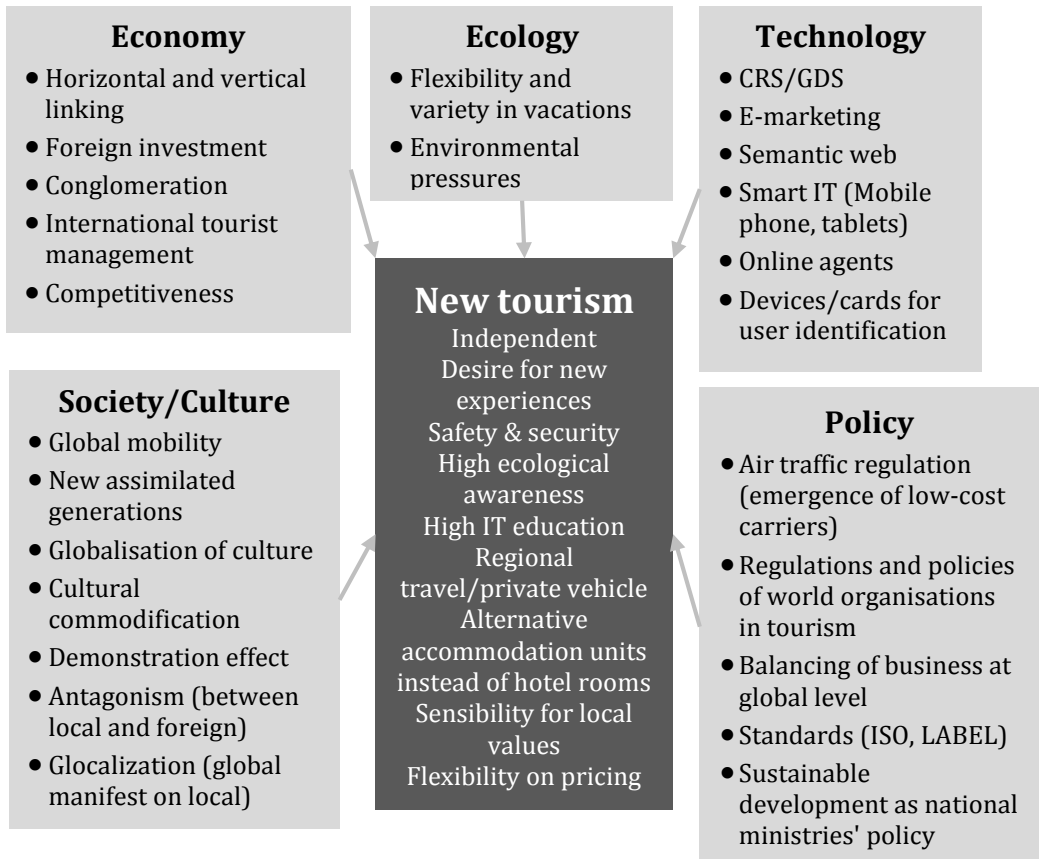 Economy
● Horizontal and vertical
linking
● Foreign investment
● Conglomeration
● International tourist
management
● Competitiveness
Ecology
● Flexibility and
variety in vacations
● Environmental
pressures
Technology
● CRS/GDS
● E-marketing
● Semantic web
● Smart IT (Mobile
phone, tablets)
● Online agents
● Devices/cards for
user identification
New tourism
Independent
Desire for new
experiences
Safety & security
High ecological
awareness
High IT education
Regional
travel/private vehicle
Alternative
accommodation units
instead of hotel rooms
Sensibility for local
values
Flexibility on pricing
Society/Culture
● Global mobility
● New assimilated
generations
● Globalisation of culture
● Cultural
commodification
● Demonstration effect
● Antagonism (between
local and foreign)
● Glocalization (global
manifest on local)
Policy
● Air traffic regulation
(emergence of low-cost
carriers)
● Regulations and policies
of world organisations
in tourism
● Balancing of business at
global level
● Standards (ISO, LABEL)
● Sustainable
development as national
ministries' policy